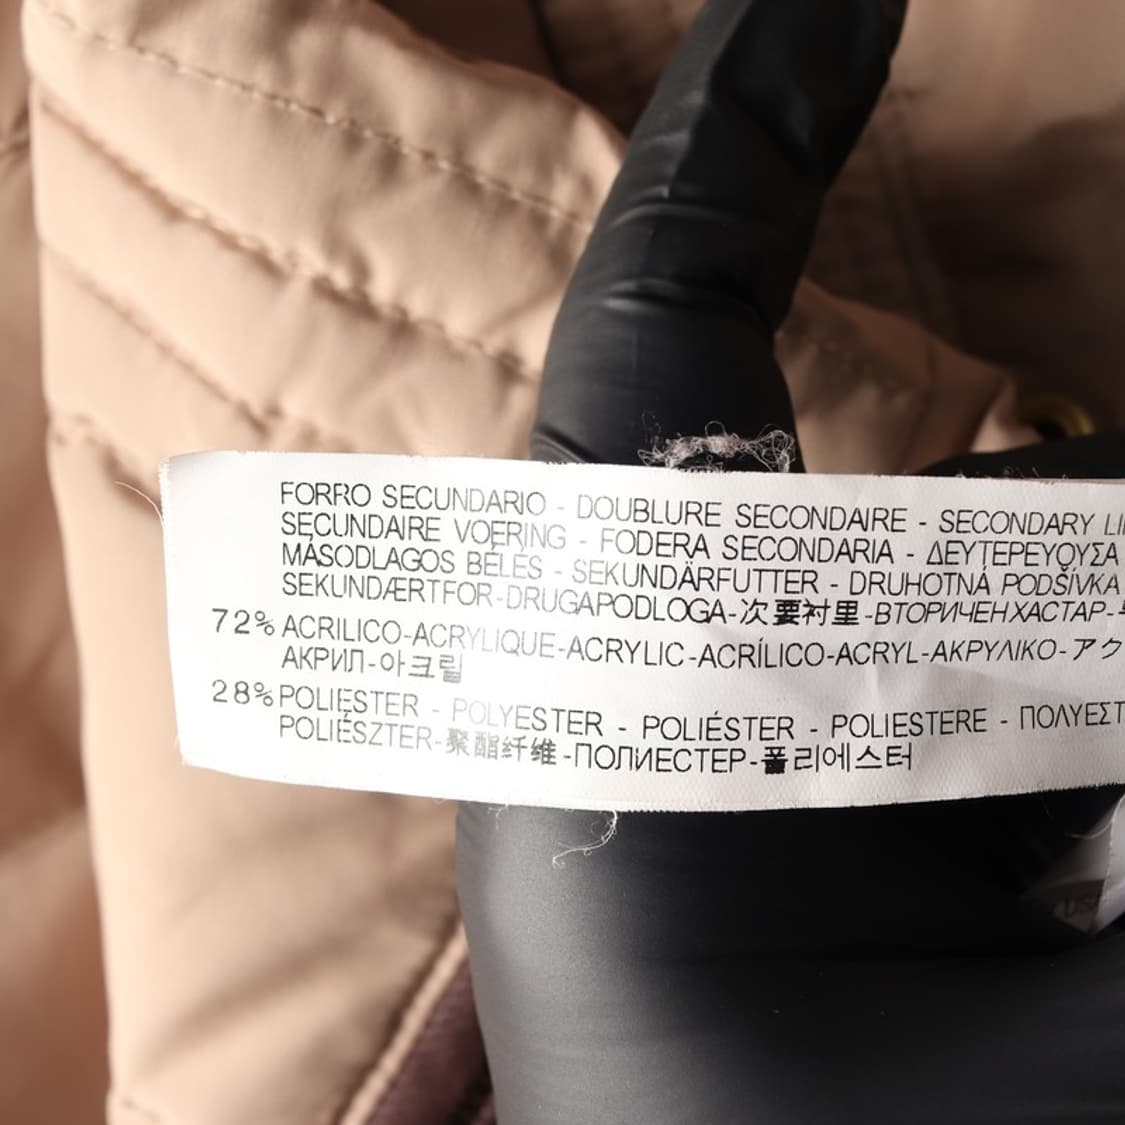 FORRO SECUNDARIO - DOUBLURE SECONDAIRE - SECONDARY
SECUNDAIRE VOERING - FODERA SECONDARIA - ΔΕΥΤΕΡΕΥΟΥΣΑ
MÁSODLAGOS BÉLÉS - SEKUNDÄRFUTTER - DRUHOTNÁ PODŠÍVKA
SEKUNDÆRTFOR-DRUGAPODLOGA-次要衬里-ВТОРИЧЕНХАСТАР-
72% ACRILICO-ACRYLIQUE-ACRYLIC-ACRÍLICO-ACRYL-ΑΚΡΥΛΙΚΟ-
АКРИЛ-아크릴
28% POLIESTER - POLYESTER - POLIÉSTER - POLIESTERE -
POLIÉSZTER-聚酯纤维-ПОЛИЕСТЕР-폴리에스터